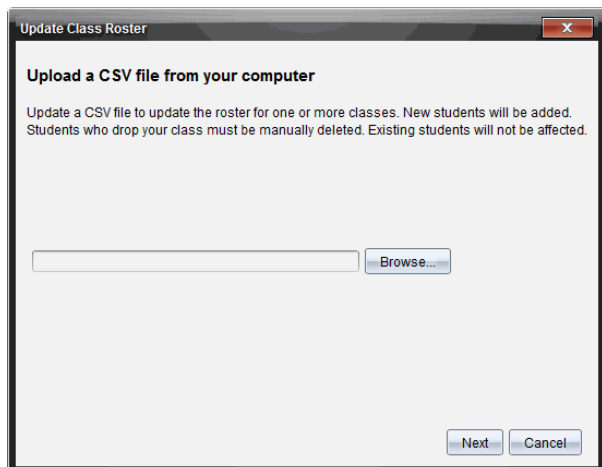 Update Class Roster
Upload a CSV file from your computer
Update a CSV file to update the roster for one or more classes. New students will be added.
Students who drop your class must be manually deleted. Existing students will not be affected.
Browse...
Next Cancel